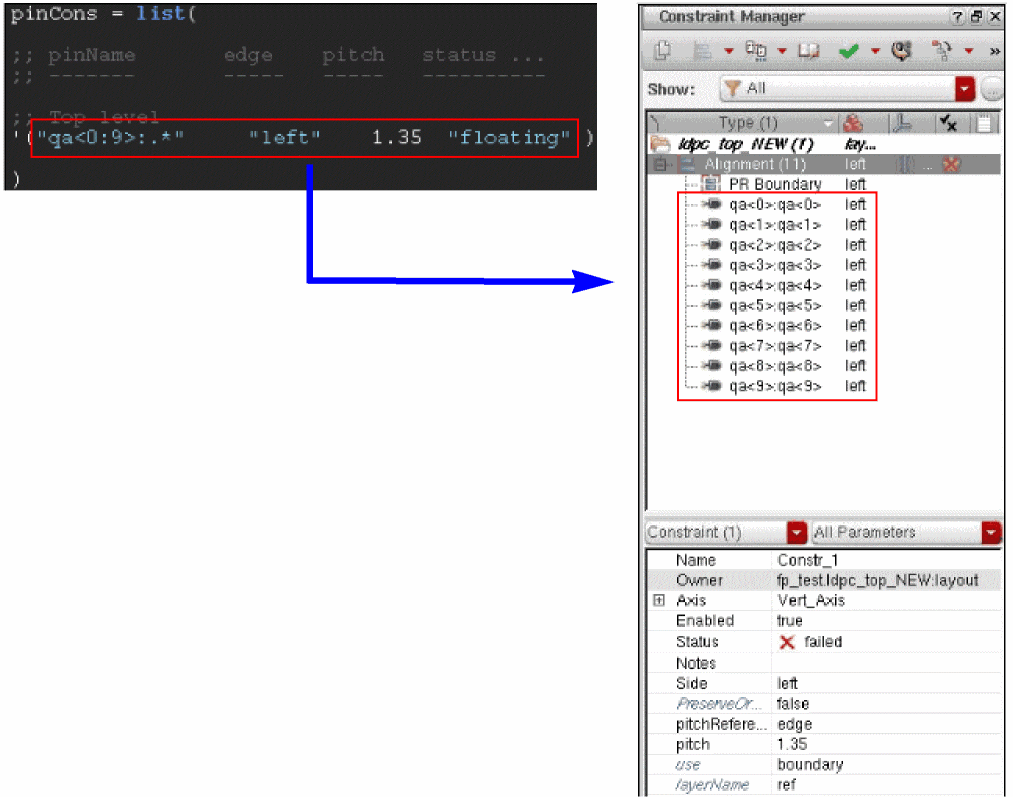 pinCons = list(
;; pinName edge pitch status ...
;; ------- ----- ----- ----------
;; Top level
'("qa<0:9>:.*" "left" 1.35 "floating" )
)
Constraint Manager
Show: All
Type (1)
ldpc_top_NEW (1) lay...
Alignment (11) left ...
PR Boundary left
qa<0>:qa<0> left
qa<1>:qa<1> left
qa<2>:qa<2> left
qa<3>:qa<3> left
qa<4>:qa<4> left
qa<5>:qa<5> left
qa<6>:qa<6> left
qa<7>:qa<7> left
qa<8>:qa<8> left
qa<9>:qa<9> left
Constraint (1) All Parameters
Name Constr_1
Owner fp_test.ldpc_top_NEW:layout
Axis Vert_Axis
Enabled true
Status failed
Notes
Side left
PreserveOr... false
pitchRefere... edge
pitch 1.35
use boundary
layerName ref